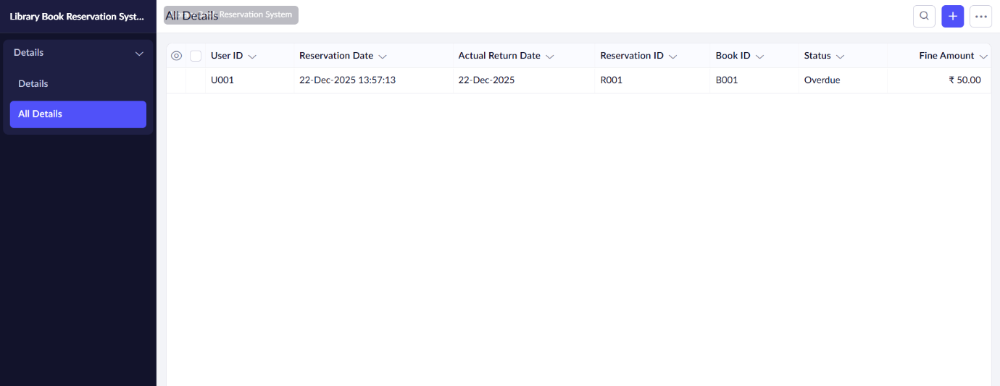 Library Book Reservation Syst...
Details
Details
All Details
All Details
Library Book Reservation System
User ID Reservation Date Actual Return Date Reservation ID Book ID Status Fine Amount
U001 22-Dec-2025 13:57:13 22-Dec-2025 R001 B001 Overdue ₹ 50.00